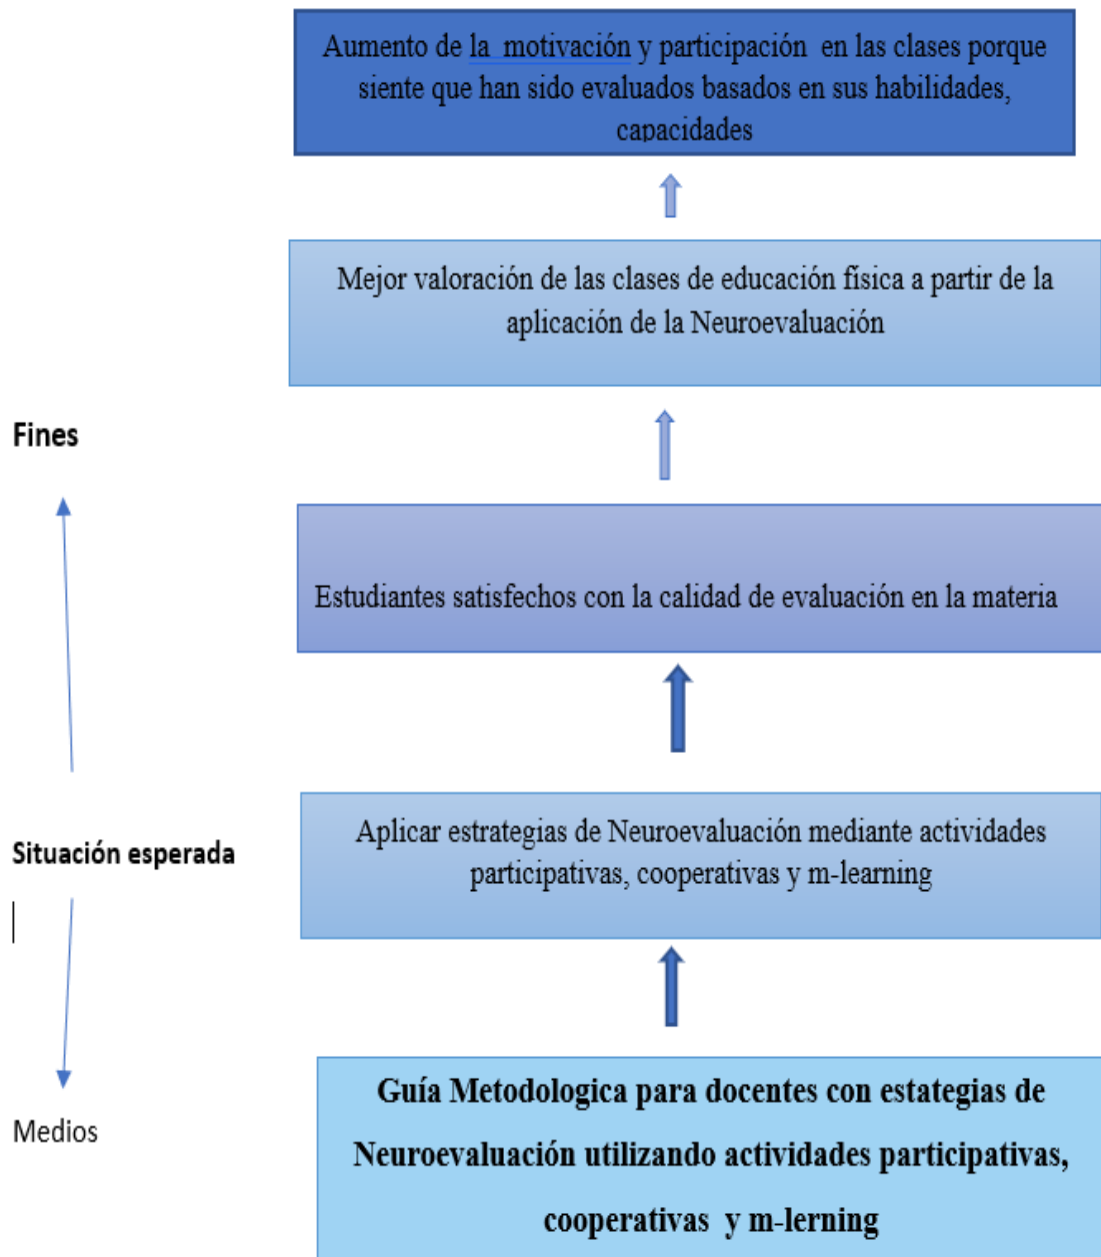 Aumento de la motivación y participación en las clases porque
siente que han sido evaluados basados en sus habilidades,
capacidades
Mejor valoración de las clases de educación física a partir de la
aplicación de la Neuroevaluación
Fines
Estudiantes satisfechos con la calidad de evaluación en la materia
Situación esperada
Aplicar estrategias de Neuroevaluación mediante actividades
participativas, cooperativas y m-learning
Medios
Guía Metodologica para docentes con estategias de
Neuroevaluación utilizando actividades participativas,
cooperativas y m-lerning